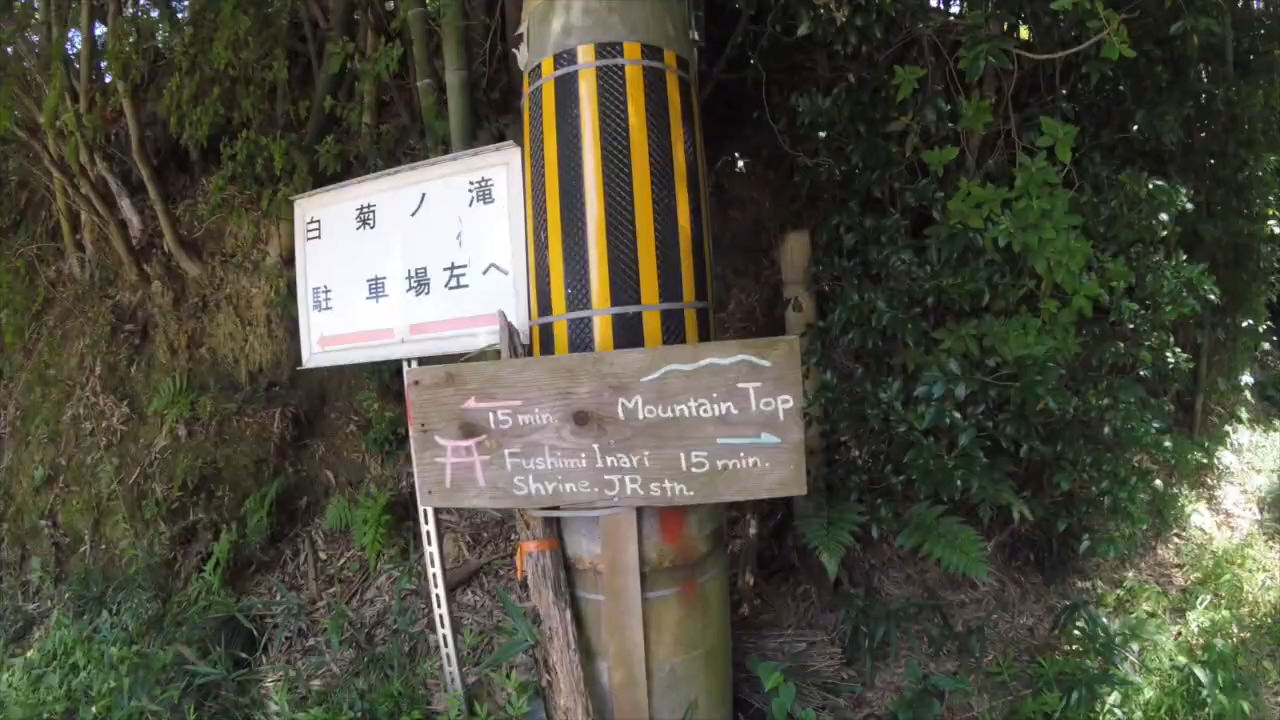 白菊ノ滝
駐車場左へ
15 min.
Mountain Top
Fushimi Inari
Shrine. JR stn.
15 min.